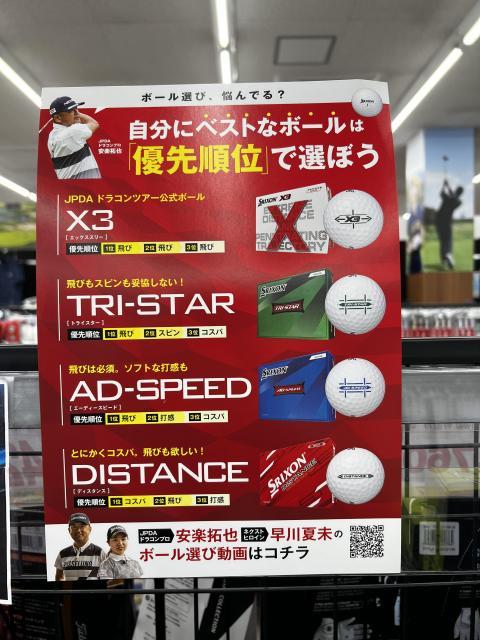 ボール選び、悩んでる？
JPDA
ドラコンプロ
安楽拓也
自分にベストなボールは
「優先順位」で選ぼう
SRIXON
JPDA ドラコンツアー公式ボール
X3
[エックススリー]
優先順位 1位 飛び 2位 飛び 3位 飛び
SRIXON X3
EXTREME
DISTANCE
PENETRATING
TRAJECTORY
X3
飛びもスピンも妥協しない！
TRI-STAR
[トライスター]
優先順位 1位 飛び 2位 スピン 3位 コスパ
SRIXON
TRI-STAR
飛びは必須。ソフトな打感も
AD-SPEED
[エーディースピード]
優先順位 1位 飛び 2位 打感 3位 コスパ
SRIXON
AD-SPEED
とにかくコスパ。飛びも欲しい！
DISTANCE
[ディスタンス]
優先順位 1位 コスパ 2位 飛び 3位 打感
SRIXON
DISTANCE
DISTANCE
JPDA
ドラコンプロ 安楽拓也 ネクスト
ヒロイン 早川夏未の
ボール選び動画はコチラ